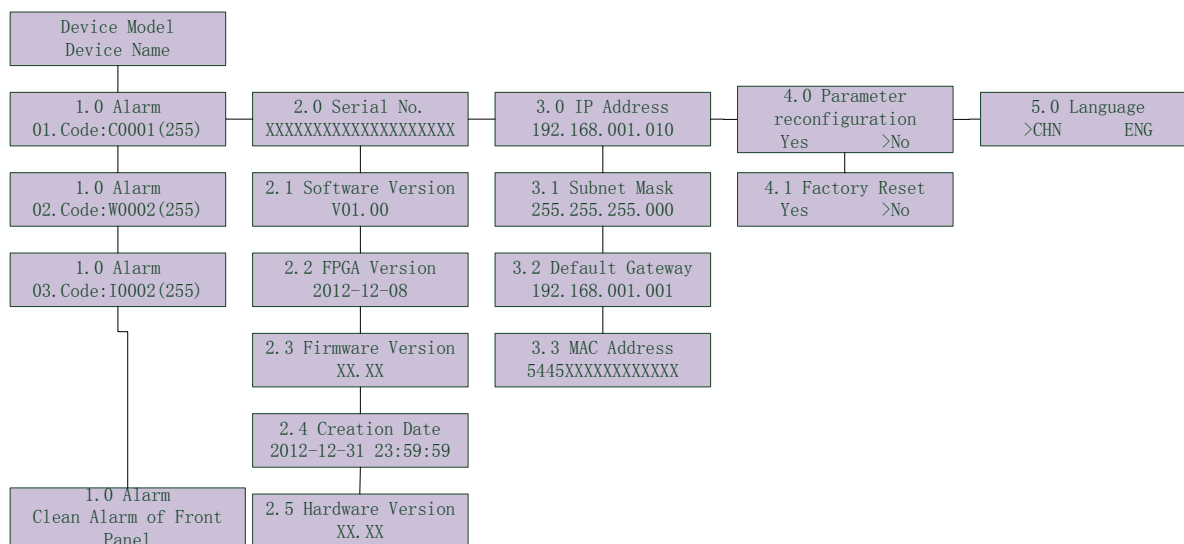 Device Model
Device Name
1.0 Alarm
01.Code:C0001(255)
1.0 Alarm
02.Code:W0002(255)
1.0 Alarm
03.Code:I0002(255)
1.0 Alarm
Clean Alarm of Front
Panel
2.0 Serial No.
XXXXXXXXXXXXXXXXXXXX
2.1 Software Version
V01.00
2.2 FPGA Version
2012-12-08
2.3 Firmware Version
XX.XX
2.4 Creation Date
2012-12-31 23:59:59
2.5 Hardware Version
XX.XX
3.0 IP Address
192.168.001.010
3.1 Subnet Mask
255.255.255.000
3.2 Default Gateway
192.168.001.001
3.3 MAC Address
5445XXXXXXXXXXXX
4.0 Parameter
reconfiguration
Yes >No
4.1 Factory Reset
Yes >No
5.0 Language
>CHN ENG